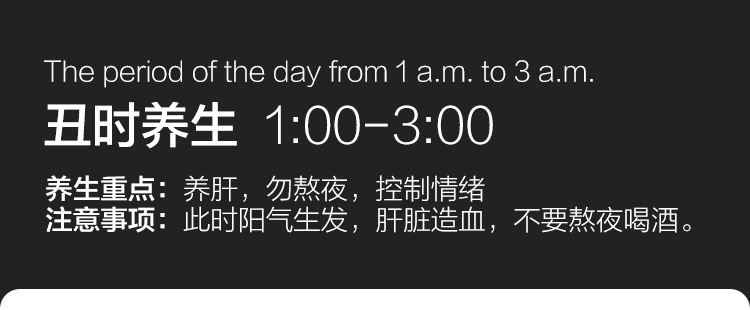 The period of the day from 1 a.m. to 3 a.m.
丑时养生 1:00-3:00
养生重点：养肝，勿熬夜，控制情绪
注意事项：此时阳气生发，肝脏造血，不要熬夜喝酒。